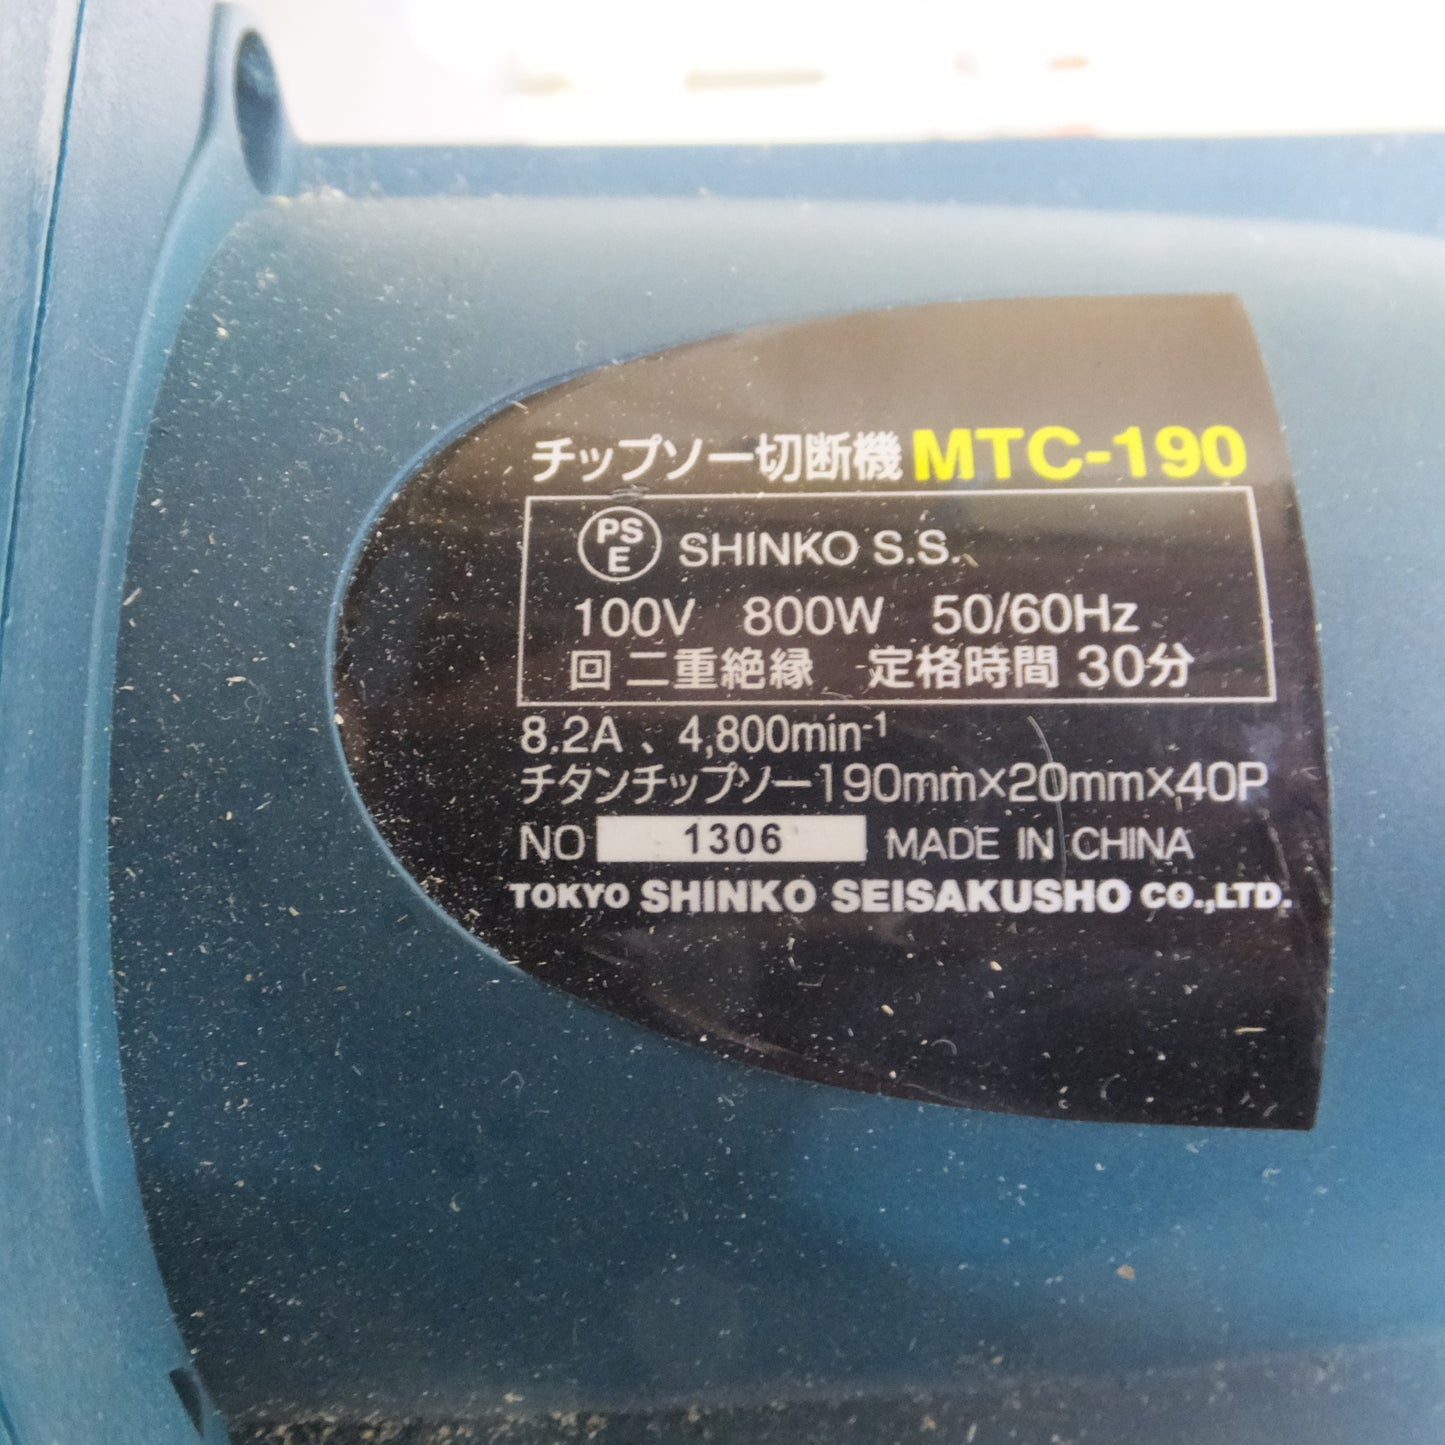 チップソー切断機 MTC-190
PS E SHINKO S.S.
100V 800W 50/60Hz
回 二重絶縁 定格時間 30分
8.2A、4,800min⁻¹
チタンチップソー190mm×20mm×40P
NO 1306 MADE IN CHINA
TOKYO SHINKO SEISAKUSHO CO.,LTD.